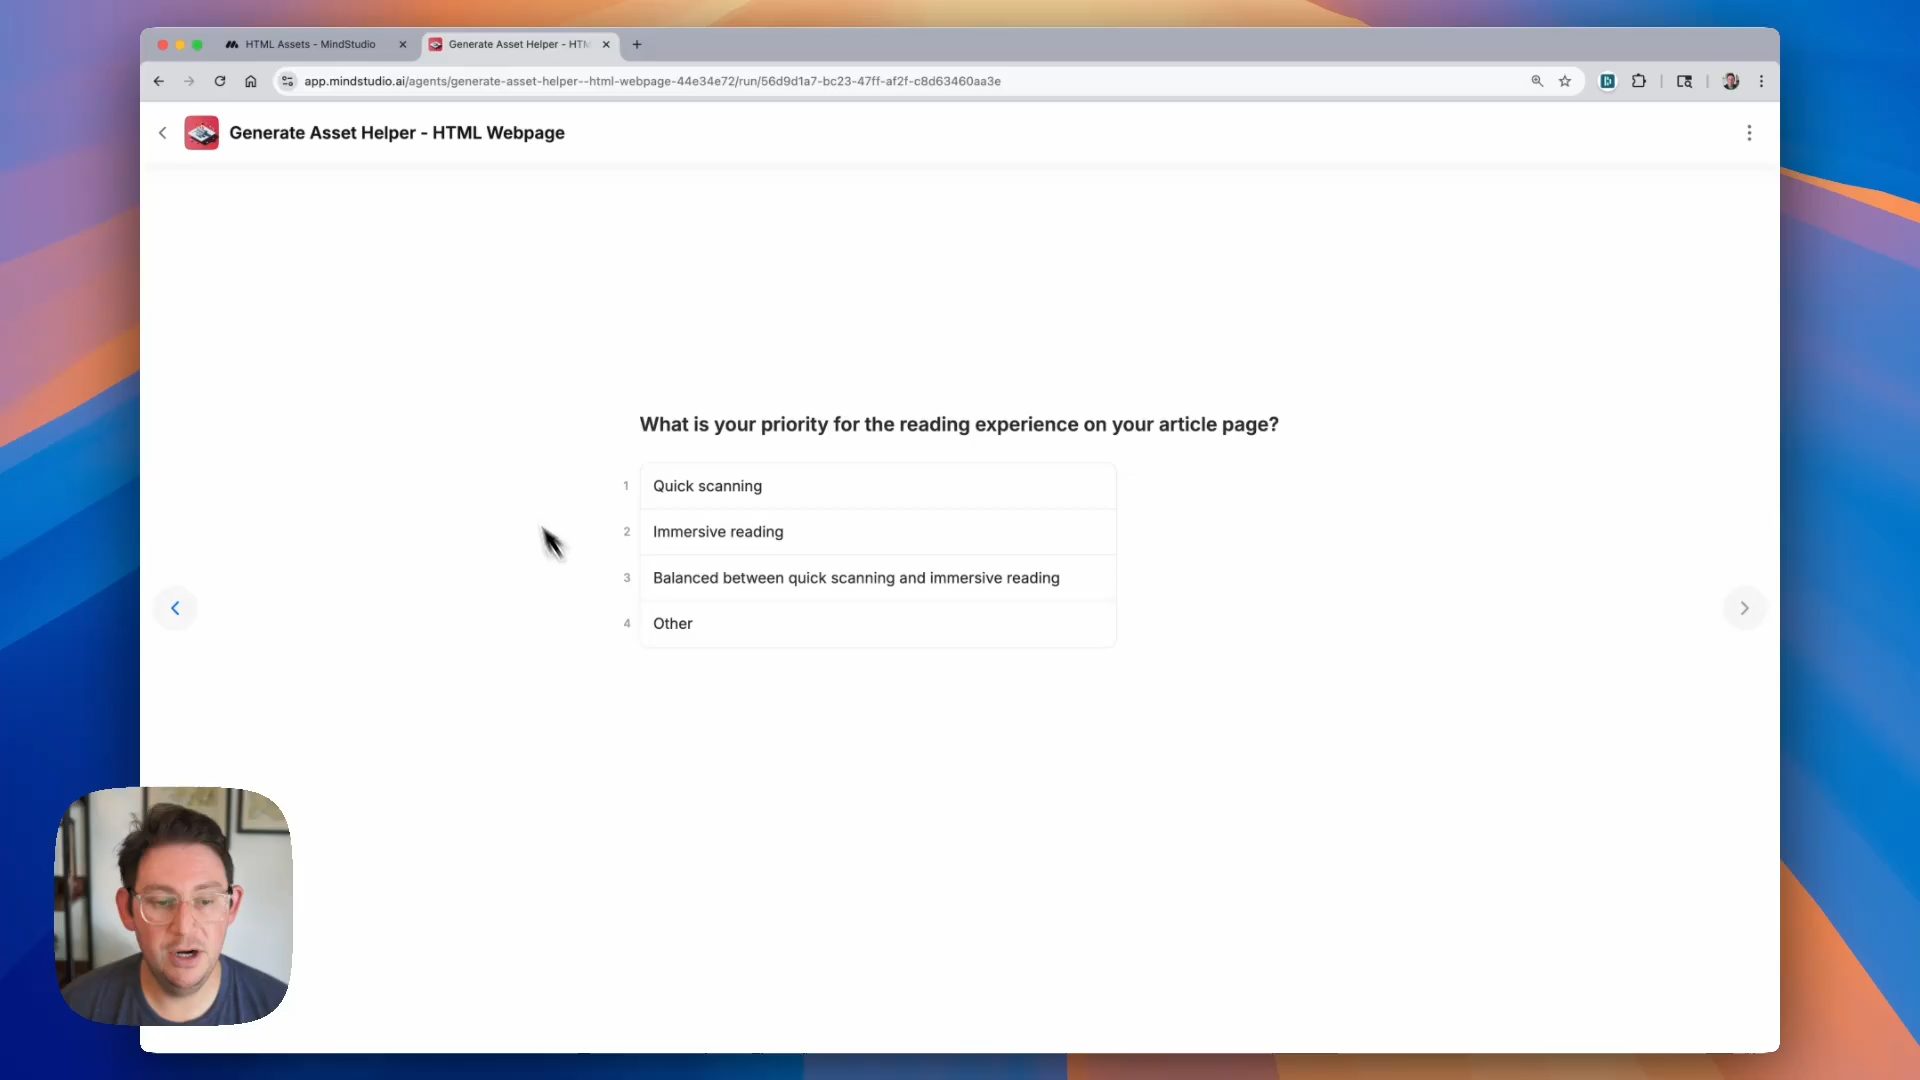 HTML Assets - MindStudio
Generate Asset Helper - HTM
app.mindstudio.ai/agents/generate-asset-helper--html-webpage-44e34e72/run/56d9d1a7-bc23-47ff-af2f-c8d63460aa3e
Generate Asset Helper - HTML Webpage
What is your priority for the reading experience on your article page?
1 Quick scanning
2 Immersive reading
3 Balanced between quick scanning and immersive reading
4 Other